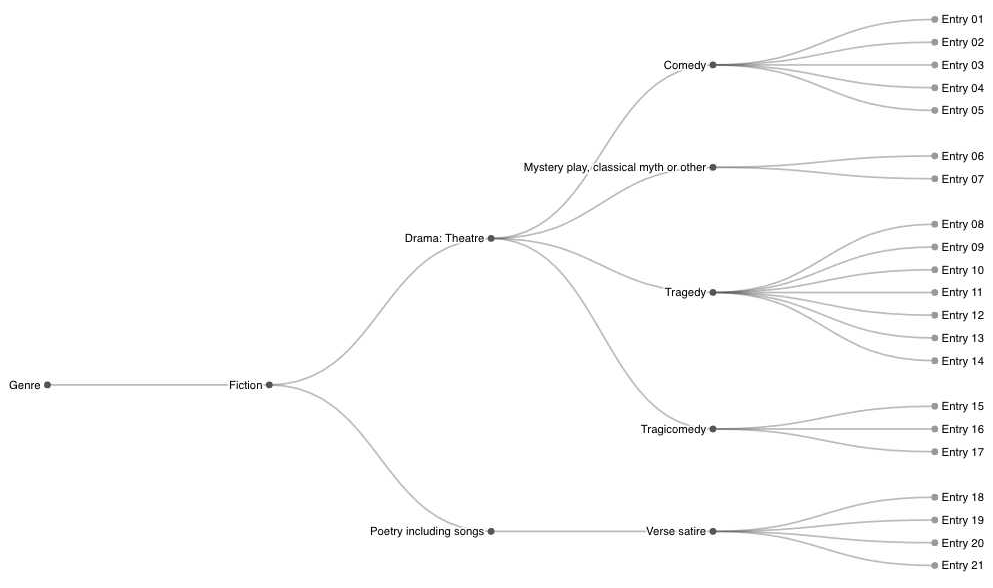 Genre
Fiction
Drama: Theatre
Comedy
Entry 01
Entry 02
Entry 03
Entry 04
Entry 05
Mystery play, classical myth or other
Entry 06
Entry 07
Tragedy
Entry 08
Entry 09
Entry 10
Entry 11
Entry 12
Entry 13
Entry 14
Tragicomedy
Entry 15
Entry 16
Entry 17
Poetry including songs
Verse satire
Entry 18
Entry 19
Entry 20
Entry 21